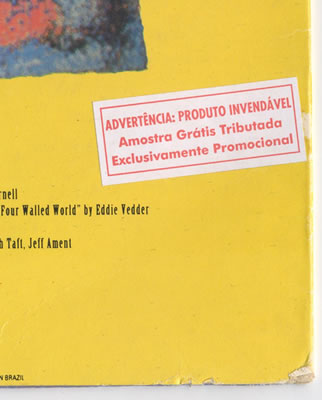 ADVERTÊNCIA: PRODUTO INVENDÁVEL
Amostra Grátis Tributada
Exclusivamente Promocional
rnell
Four Walled World" by Eddie Vedder
h Taft, Jeff Ament
N BRAZIL